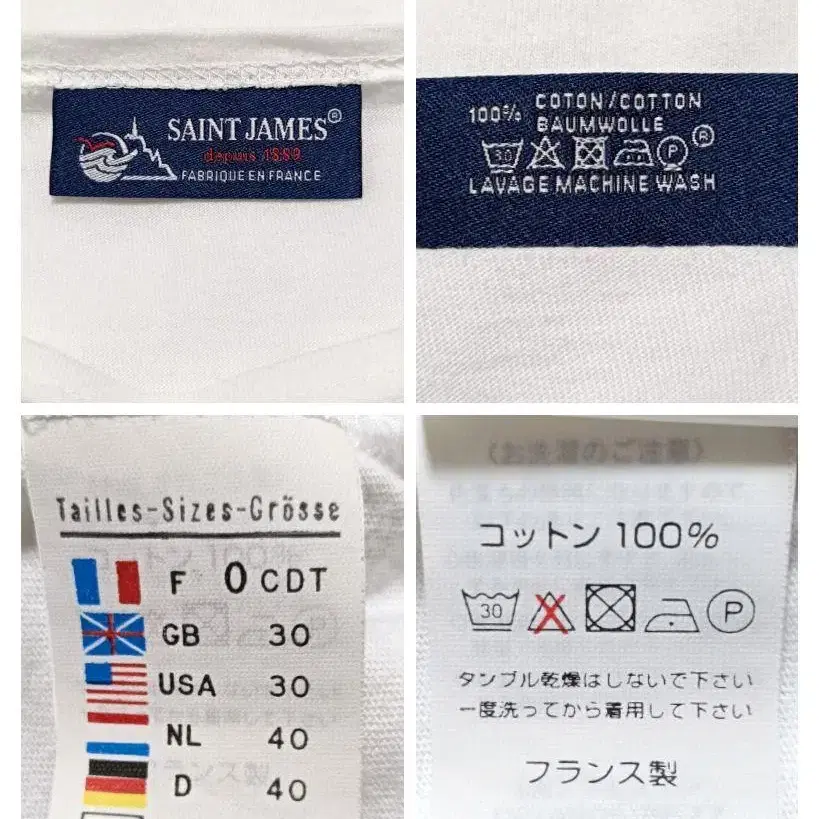 SAINT JAMES®
depuis 1889
FABRIQUE EN FRANCE
100% COTON/COTTON
BAUMWOLLE
30 P ®
LAVAGE MACHINE WASH
Tailles-Sizes-Grösse
F 0 CDT
GB 30
USA 30
NL 40
D 40
コットン 100%
30 P
タンブル乾燥はしないで下さい
一度洗ってから着用して下さい
フランス製